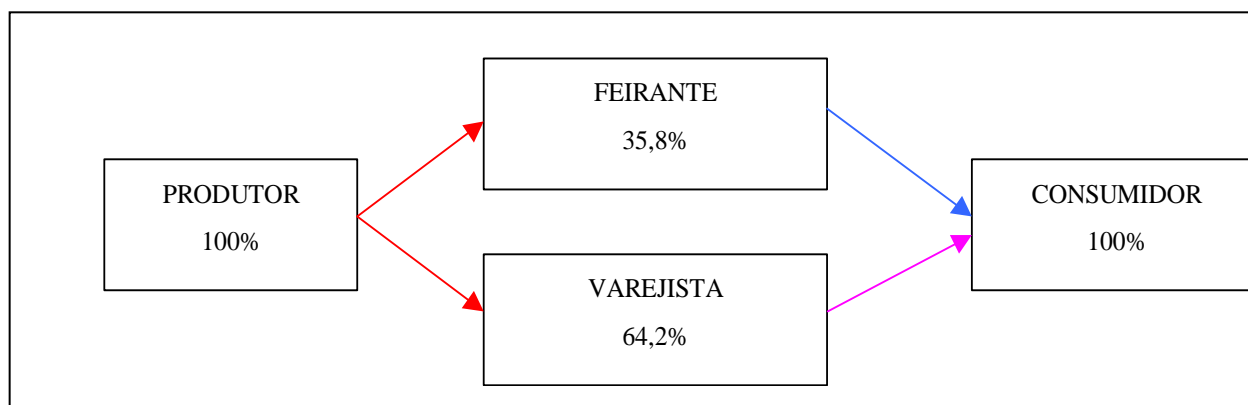 FEIRANTE
35,8%
PRODUTOR
100%
CONSUMIDOR
100%
VAREJISTA
64,2%